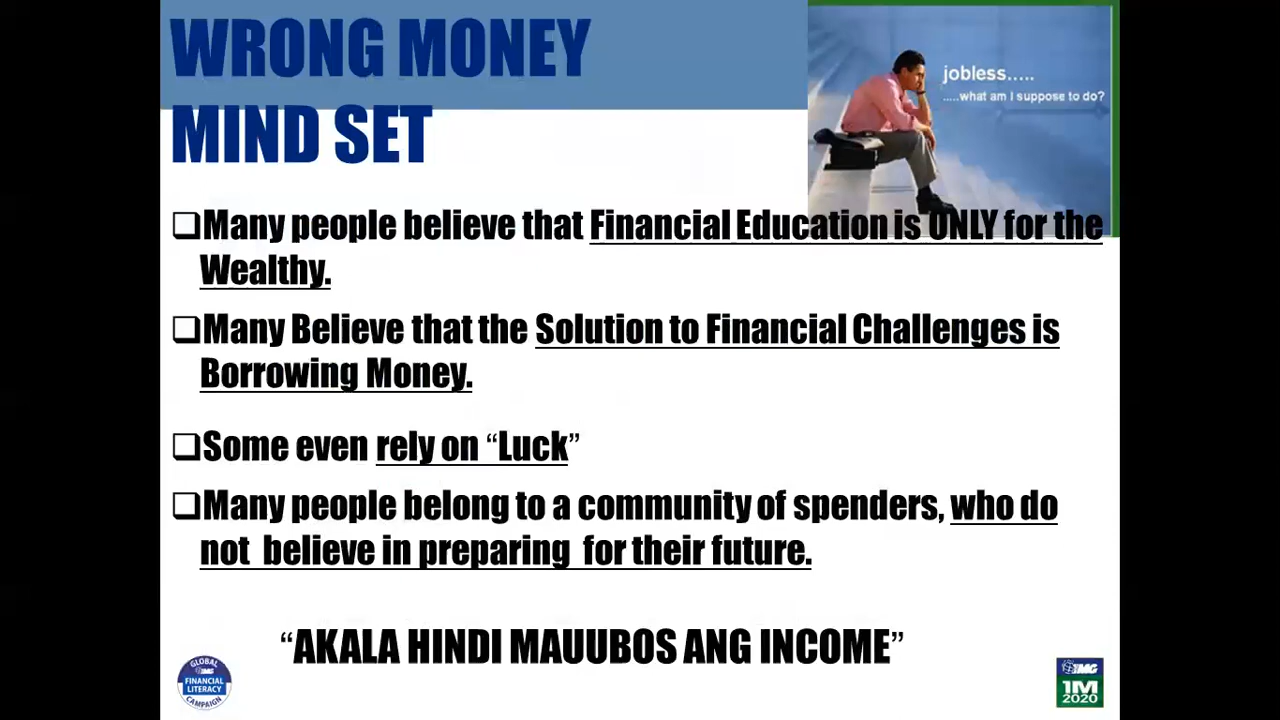 WRONG MONEY
MIND SET
jobless.....
.....what am I suppose to do?
❑Many people believe that Financial Education is ONLY for the
Wealthy.
❑Many Believe that the Solution to Financial Challenges is
Borrowing Money.
❑Some even rely on “Luck”
❑Many people belong to a community of spenders, who do
not believe in preparing for their future.
“AKALA HINDI MAUUBOS ANG INCOME”
GLOBAL
IMG
FINANCIAL
LITERACY
CAMPAIGN
IMG
1M
2020